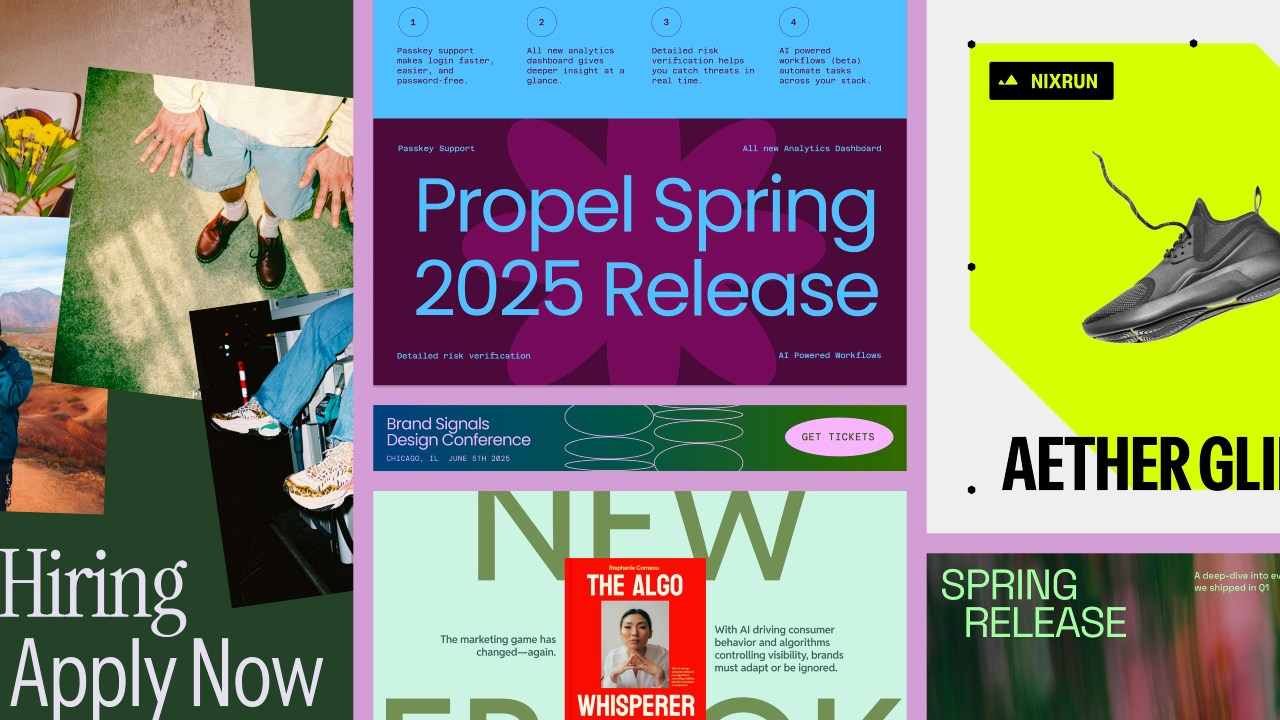 Hiring
Apply Now
1
Passkey support
makes login faster,
easier, and
password-free.
2
All new analytics
dashboard gives
deeper insight at a
glance.
3
Detailed risk
verification helps
you catch threats in
real time.
4
AI powered
workflows (beta)
automate tasks
across your stack.
Passkey Support
All new Analytics Dashboard
Propel Spring
2025 Release
Detailed risk verification
AI Powered Workflows
Brand Signals
Design Conference
CHICAGO, IL JUNE 5TH 2025
GET TICKETS
NEW
Stephanie Comeou
THE ALGO
WHISPERER
The marketing game has
changed—again.
With AI driving consumer
behavior and algorithms
controlling visibility, brands
must adapt or be ignored.
NIXRUN
AETHER GLI
SPRING
RELEASE
A deep-dive into ev
we shipped in Q1